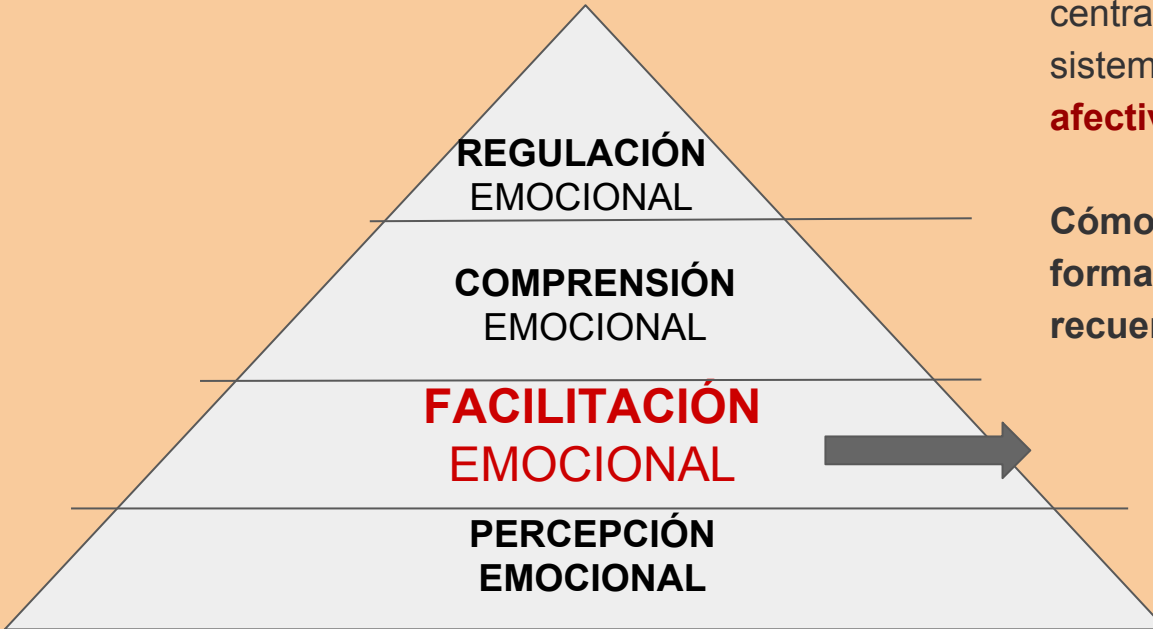 REGULACIÓN
EMOCIONAL
COMPRENSIÓN
EMOCIONAL
FACILITACIÓN
EMOCIONAL
PERCEPCIÓN
EMOCIONAL
centra
sistem
afectiv
Cómo
forma
recuer